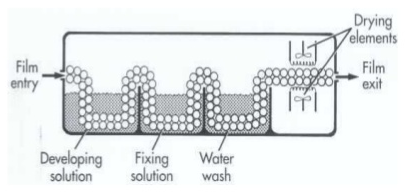 Drying
elements
Film
entry
Film
exit
Developing
solution
Fixing
solution
Water
wash